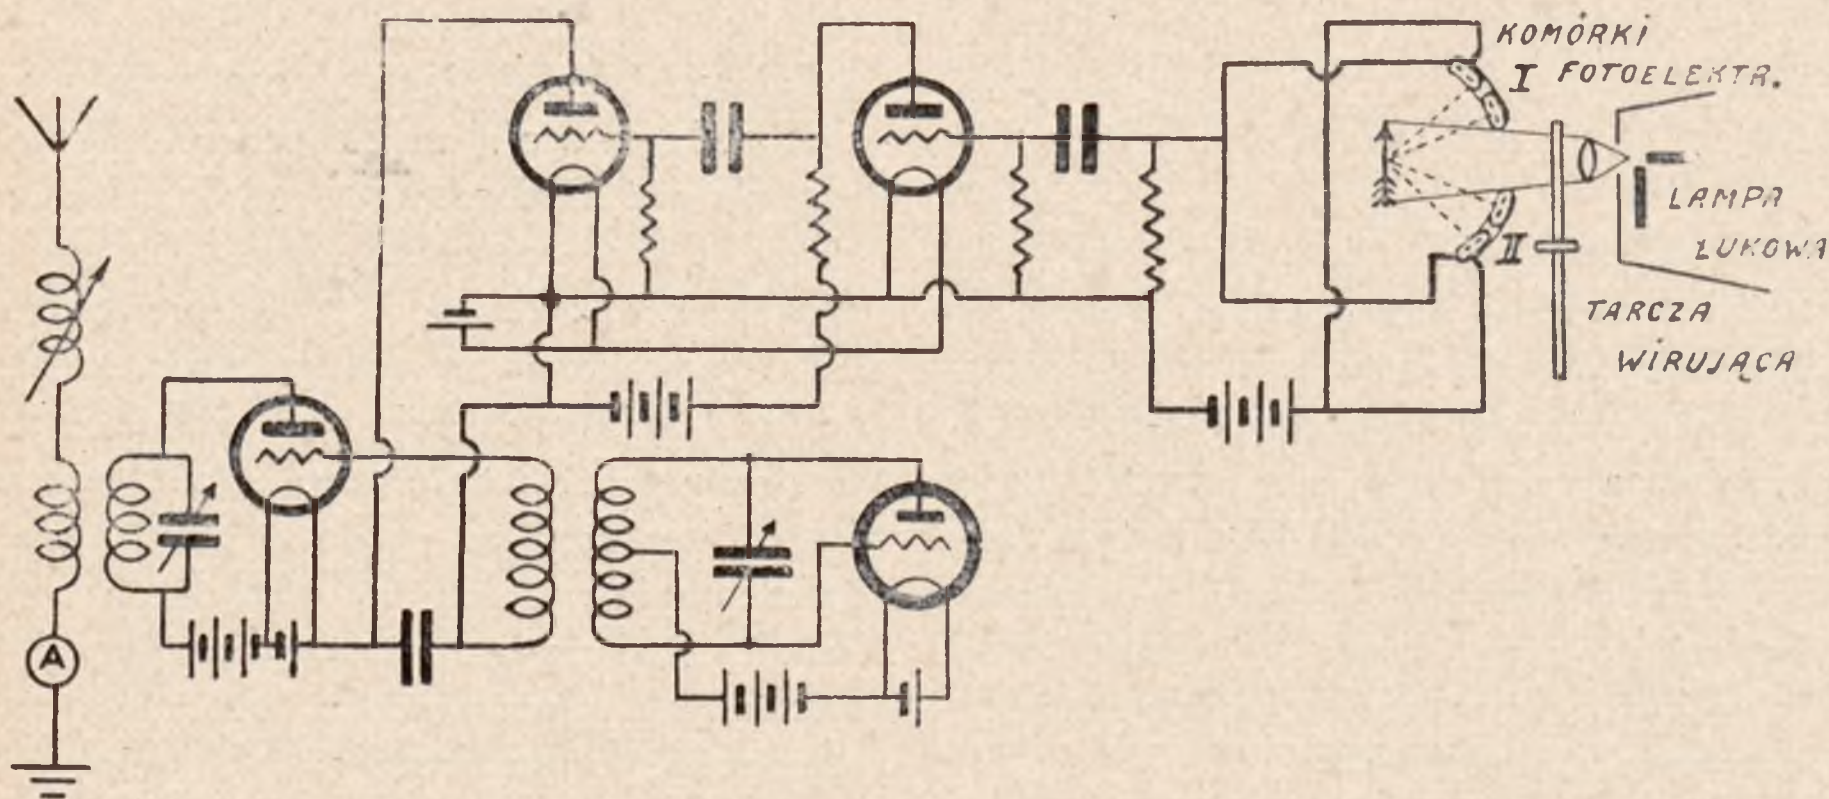 KOMÓRKI
I FOTOELEKTR.
LAMPA
ŁUKOWA
II
TARCZA
WIRUJĄCA
A